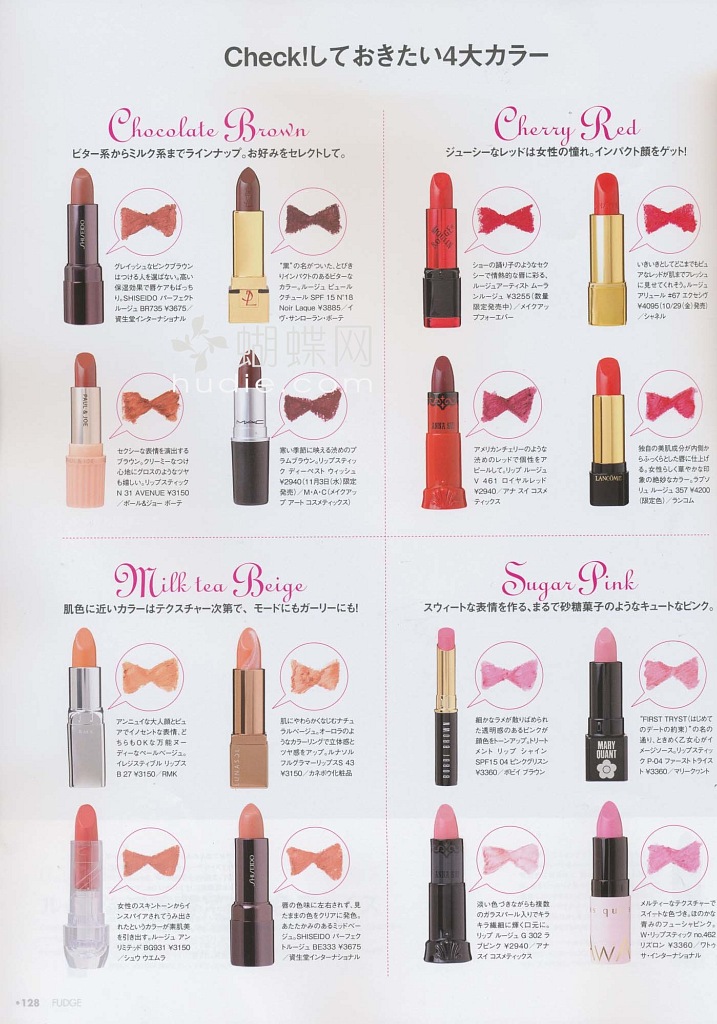 Check!しておきたい4大カラー
Chocolate Brown
ビター系からミルク系までラインナップ。お好みをセレクトして。
SHISEIDO
グレイッシュなピンクブラウン
はつける人を選ばない。高い
保湿効果で唇ケアもばっち
り。SHISEIDO パーフェクト
ルージュ BR735 ¥3675／
資生堂インターナショナル
"黒"の名がついた、とびき
りインパクトのあるビターな
カラー。ルージュ ピュール
クチュール SPF 15 N°18
Noir Laque ¥3885／イ
ヴ・サンローラン・ボーテ
蝴蝶网
hudie.com
PAUL & JOE
セクシーな表情を演出する
ブラウン。クリーミーなつけ
心地にグロスのようなツヤ
も嬉しい。リップスティック
N 31 AVENUE ¥3150
／ポール&ジョー ボーテ
MAC
寒い季節に映える渋めのプ
ラムブラウン。リップスティッ
ク ディーペスト ウィッシュ
¥2940(11月3日(水)限定
発売)／M・A・C(メイクアッ
プ アート コスメティックス)
Cherry Red
ジューシーなレッドは女性の憧れ。インパクト顔をゲット!
ショーの踊り子のようなセク
シーで情熱的な唇に彩る、
ルージュアーティスト ムーラ
ンルージュ ¥3255(数量
限定発売中)／メイクアッ
プフォーエバー
いきいきとしてどこまでもピュ
アなレッドが肌までフレッシュ
に見せてくれそう。ルージュ
アリュール #67 エクセシヴ
¥4095(10/29(金)発売)
／シャネル
ANNA SUI
アメリカンチェリーのような
渋めのレッドで個性をア
ピールして。リップ ルージュ
V 461 ロイヤルレッド
¥2940／アナ スイ コスメ
ティックス
LANCÔME
独自の美肌成分が内側か
らふっくらとした唇に仕上げ
る。女性らしく華やかな印
象の絶妙なカラー。ラプソ
リュ ルージュ 357 ¥4200
(限定色)／ランコム
Milk tea Beige
肌色に近いカラーはテクスチャー次第で、モードにもガーリーにも!
アンニュイな大人顔とピュ
アでイノセントな表情、ど
ちらもOKな万能ヌー
ディーなペールベージュ。
イレジスティブル リップス
B 27 ¥3150／RMK
LUNASOL
肌にやわらかくなじむナチュ
ラルベージュ。オーロラのよう
なカラーリングで立体感と
ツヤ感をアップ。ルナソル
フルグラマーリップスS 43
¥3150／カネボウ化粧品
女性のスキントーンからイ
ンスパイアされてうみ出さ
れたというカラーが素肌美
を引き出す。ルージュ アン
リミテッド BG931 ¥3150
／シュウ ウエムラ
SHISEIDO
唇の色味に左右されず、見
たままの色をクリアに発色。
あたたかみのあるミッドベー
ジュ。SHISEIDO パーフェク
トルージュ BE333 ¥3675
／資生堂インターナショナル
Sugar Pink
スウィートな表情を作る、まるで砂糖菓子のようなキュートなピンク。
BOBBI BROWN
細かなラメが散りばめられ
た透明感のあるピンクが
顔色をトーンアップ。トリート
メント リップ シャイン
SPF15 04 ピンクグリスン
¥3360／ボビイ ブラウン
MARY
QUANT
"FIRST TRYST(はじめて
のデートの約束)"の名の
通り、ときめく乙女心がイ
メージソース。リップスティッ
ク P-04 ファースト トライス
ト ¥3360／マリークヮント
ANNA SUI
淡い色づきながらも複数
のガラスパール入りでキラ
キラ繊細に輝く口元に。
リップ ルージュ G 302 ラ
ブピンク ¥2940／アナ
スイ コスメティックス
メルティーなテクスチャーで
スイートな色づき。ほのかな
青みのフューシャピンク。
W・リップスティック no.462
リズロン ¥3360／ワトゥ
サ・インターナショナル
•128 FUDGE